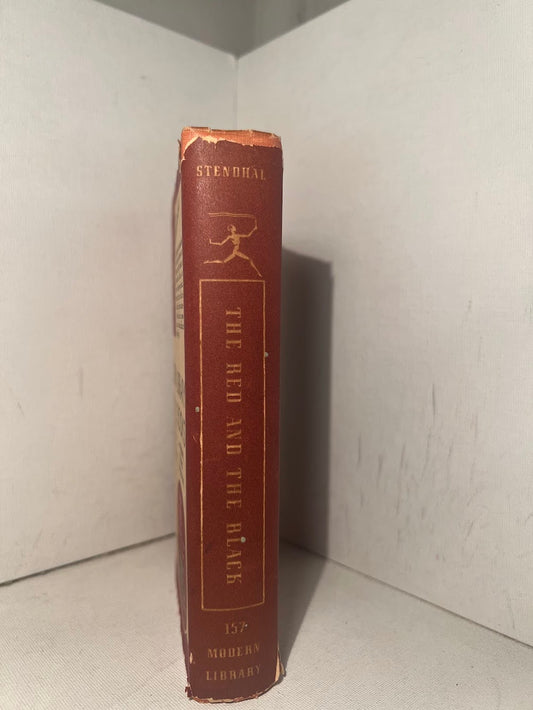 STENDHAL
THE RED AND THE BLACK
157
MODERN
LIBRARY